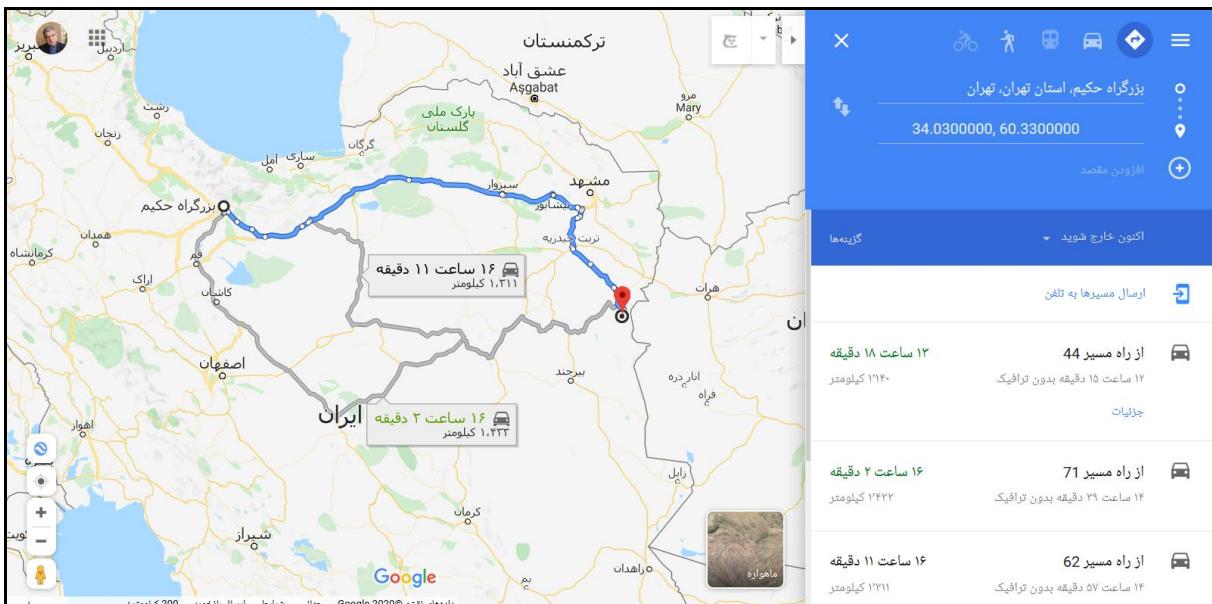 بزرگراه حکیم، استان تهران، تهران
34.0300000, 60.3300000
افزودن مقصد
اکنون خارج شوید
گزینه‌ها
ارسال مسیرها به تلفن
از راه مسیر 44
۱۳ ساعت ۱۸ دقیقه
۱۲ ساعت ۱۵ دقیقه بدون ترافیک
۱٬۱۴۰ کیلومتر
جزئیات
از راه مسیر 71
۱۶ ساعت ۲ دقیقه
۱۴ ساعت ۳۹ دقیقه بدون ترافیک
۱٬۴۳۳ کیلومتر
از راه مسیر 62
۱۶ ساعت ۱۱ دقیقه
۱۴ ساعت ۵۷ دقیقه بدون ترافیک
۱٬۳۱۱ کیلومتر
ترکمنستان
عشق آباد
Aşgabat
مرو
Mary
پارک ملی
گلستان
اردبیل
رشت
زنجان
گرگان
ساری
آمل
مشهد
سبزوار
نیشابور
بزرگراه حکیم
تربت حیدریه
همدان
کرمانشاه
قم
اراک
کاشان
۱۶ ساعت ۱۱ دقیقه
۱،۳۱۱ کیلومتر
هرات
اصفهان
بیرجند
انار دره
فراه
ایران
۱۶ ساعت ۲ دقیقه
۱،۴۳۳ کیلومتر
اهواز
زابل
کرمان
شیراز
زاهدان
بم
ماهواره
Google